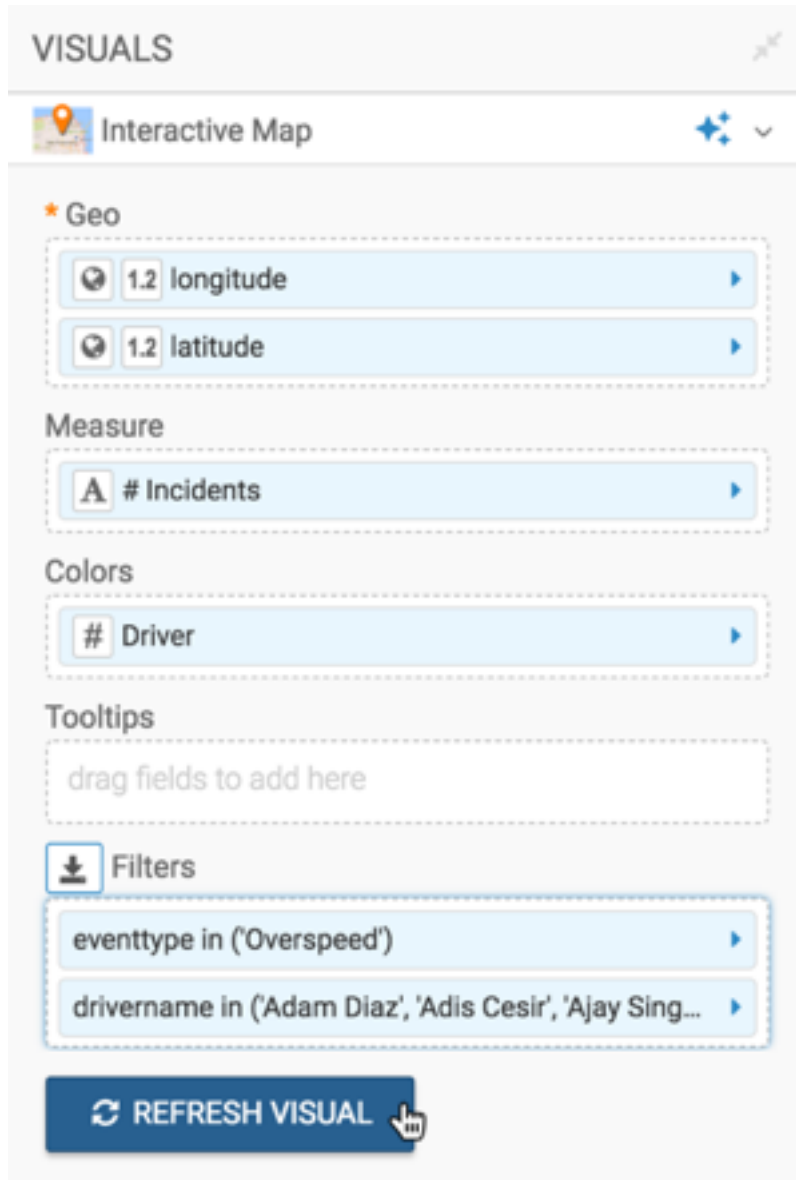 VISUALS
Interactive Map
* Geo
1.2 longitude
1.2 latitude
Measure
A # Incidents
Colors
# Driver
Tooltips
drag fields to add here
Filters
eventtype in ('Overspeed')
drivername in ('Adam Diaz', 'Adis Cesir', 'Ajay Sing...
REFRESH VISUAL